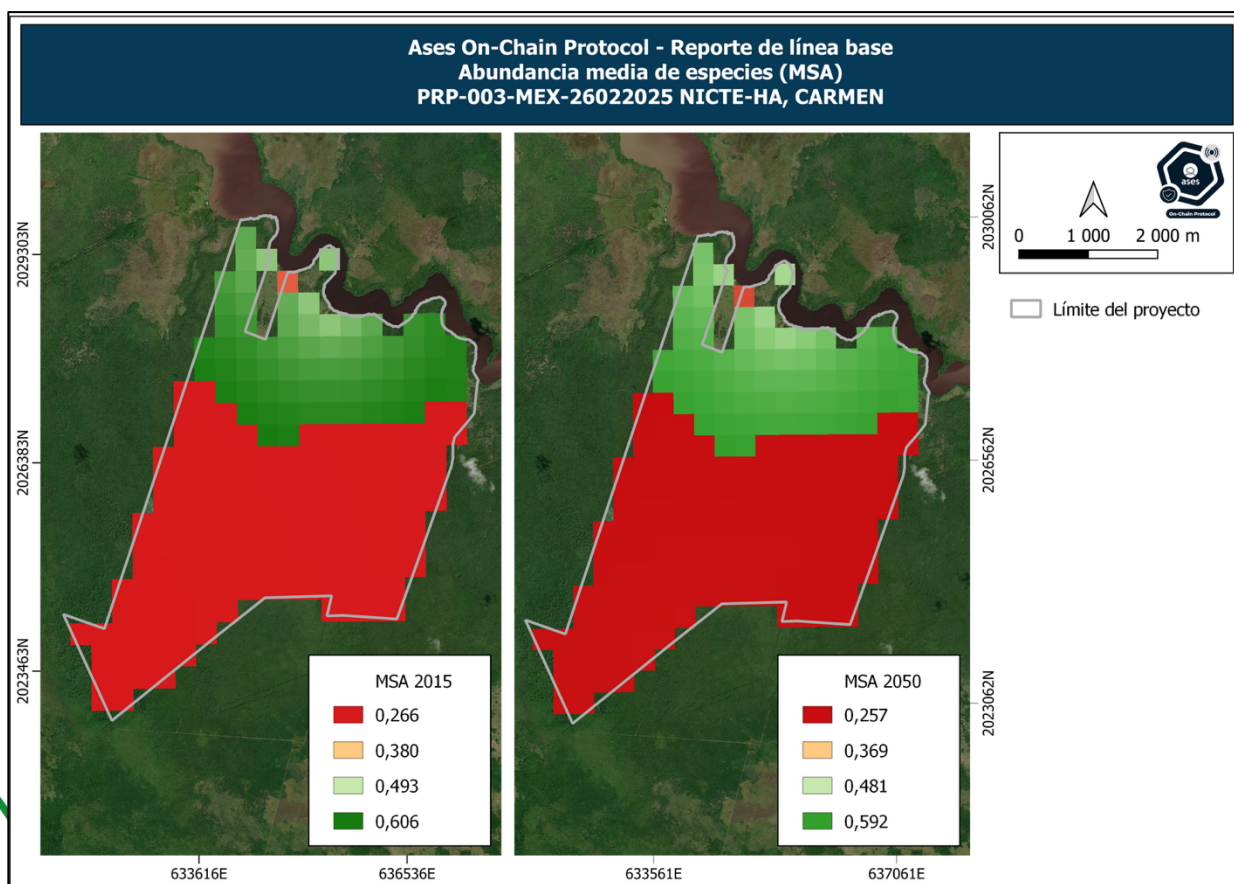 Ases On-Chain Protocol - Reporte de línea base
Abundancia media de especies (MSA)
PRP-003-MEX-26022025 NICTE-HA, CARMEN
2029303N
2026383N
2023463N
MSA 2015
0,266
0,380
0,493
0,606
633616E
636536E
MSA 2050
0,257
0,369
0,481
0,592
633561E
637061E
2030062N
2026562N
2023062N
ases
On-Chain Protocol
0 1 000 2 000 m
Límite del proyecto